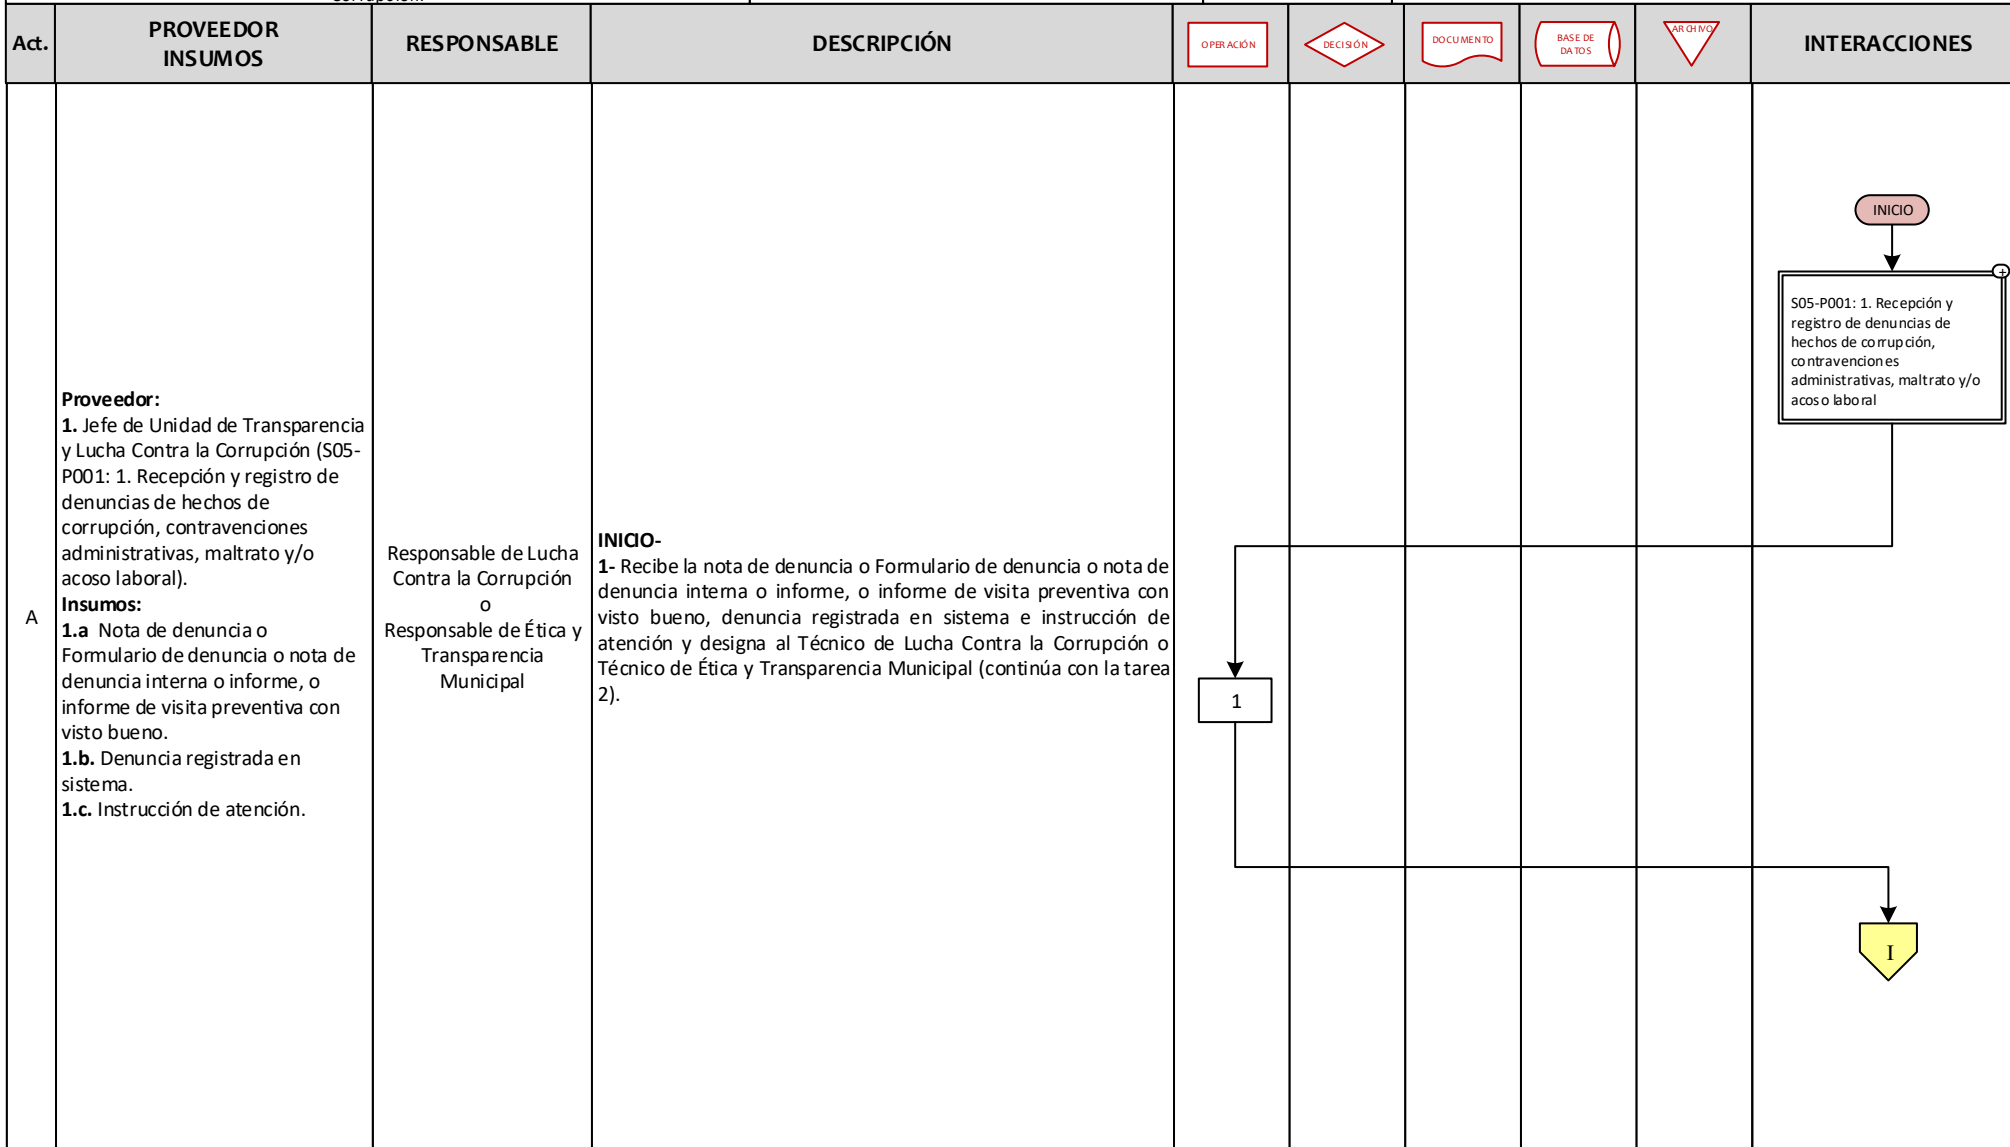 Act.
PROVEEDOR
INSUMOS
RESPONSABLE
DESCRIPCIÓN
OPERACIÓN
DECISIÓN
DOCUMENTO
BASE DE
DATOS
ARCHIVO
INTERACCIONES
A
Proveedor:
1. Jefe de Unidad de Transparencia
y Lucha Contra la Corrupción (S05-
P001: 1. Recepción y registro de
denuncias de hechos de
corrupción, contravenciones
administrativas, maltrato y/o
acoso laboral).
Insumos:
1.a Nota de denuncia o
Formulario de denuncia o nota de
denuncia interna o informe, o
informe de visita preventiva con
visto bueno.
1.b. Denuncia registrada en
sistema.
1.c. Instrucción de atención.
Responsable de Lucha
Contra la Corrupción
o
Responsable de Ética y
Transparencia
Municipal
INICIO-
1- Recibe la nota de denuncia o Formulario de denuncia o nota de
denuncia interna o informe, o informe de visita preventiva con
visto bueno, denuncia registrada en sistema e instrucción de
atención y designa al Técnico de Lucha Contra la Corrupción o
Técnico de Ética y Transparencia Municipal (continúa con la tarea
2).
1
INICIO
+
S05-P001: 1. Recepción y
registro de denuncias de
hechos de corrupción,
contravenciones
administrativas, maltrato y/o
acoso laboral
I